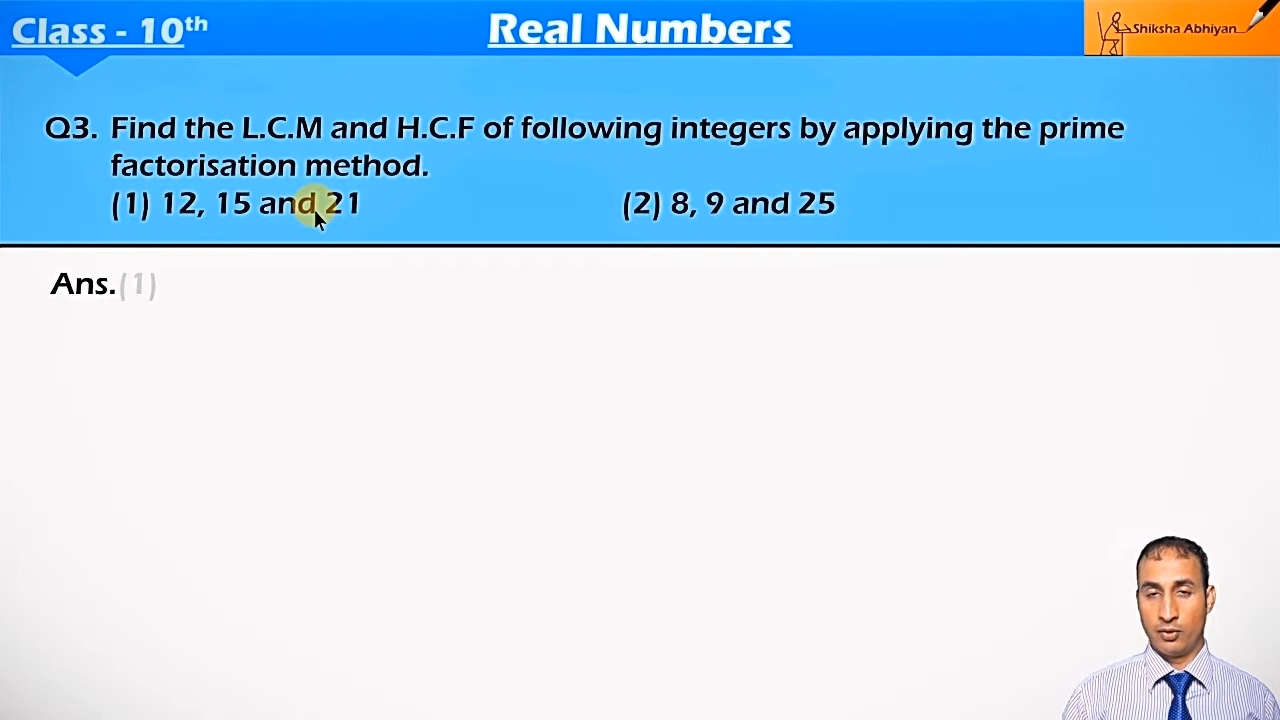 Class - 10th
Real Numbers
Shiksha Abhiyan
Q3. Find the L.C.M and H.C.F of following integers by applying the prime
factorisation method.
(1) 12, 15 and 21 (2) 8, 9 and 25
Ans. (1)